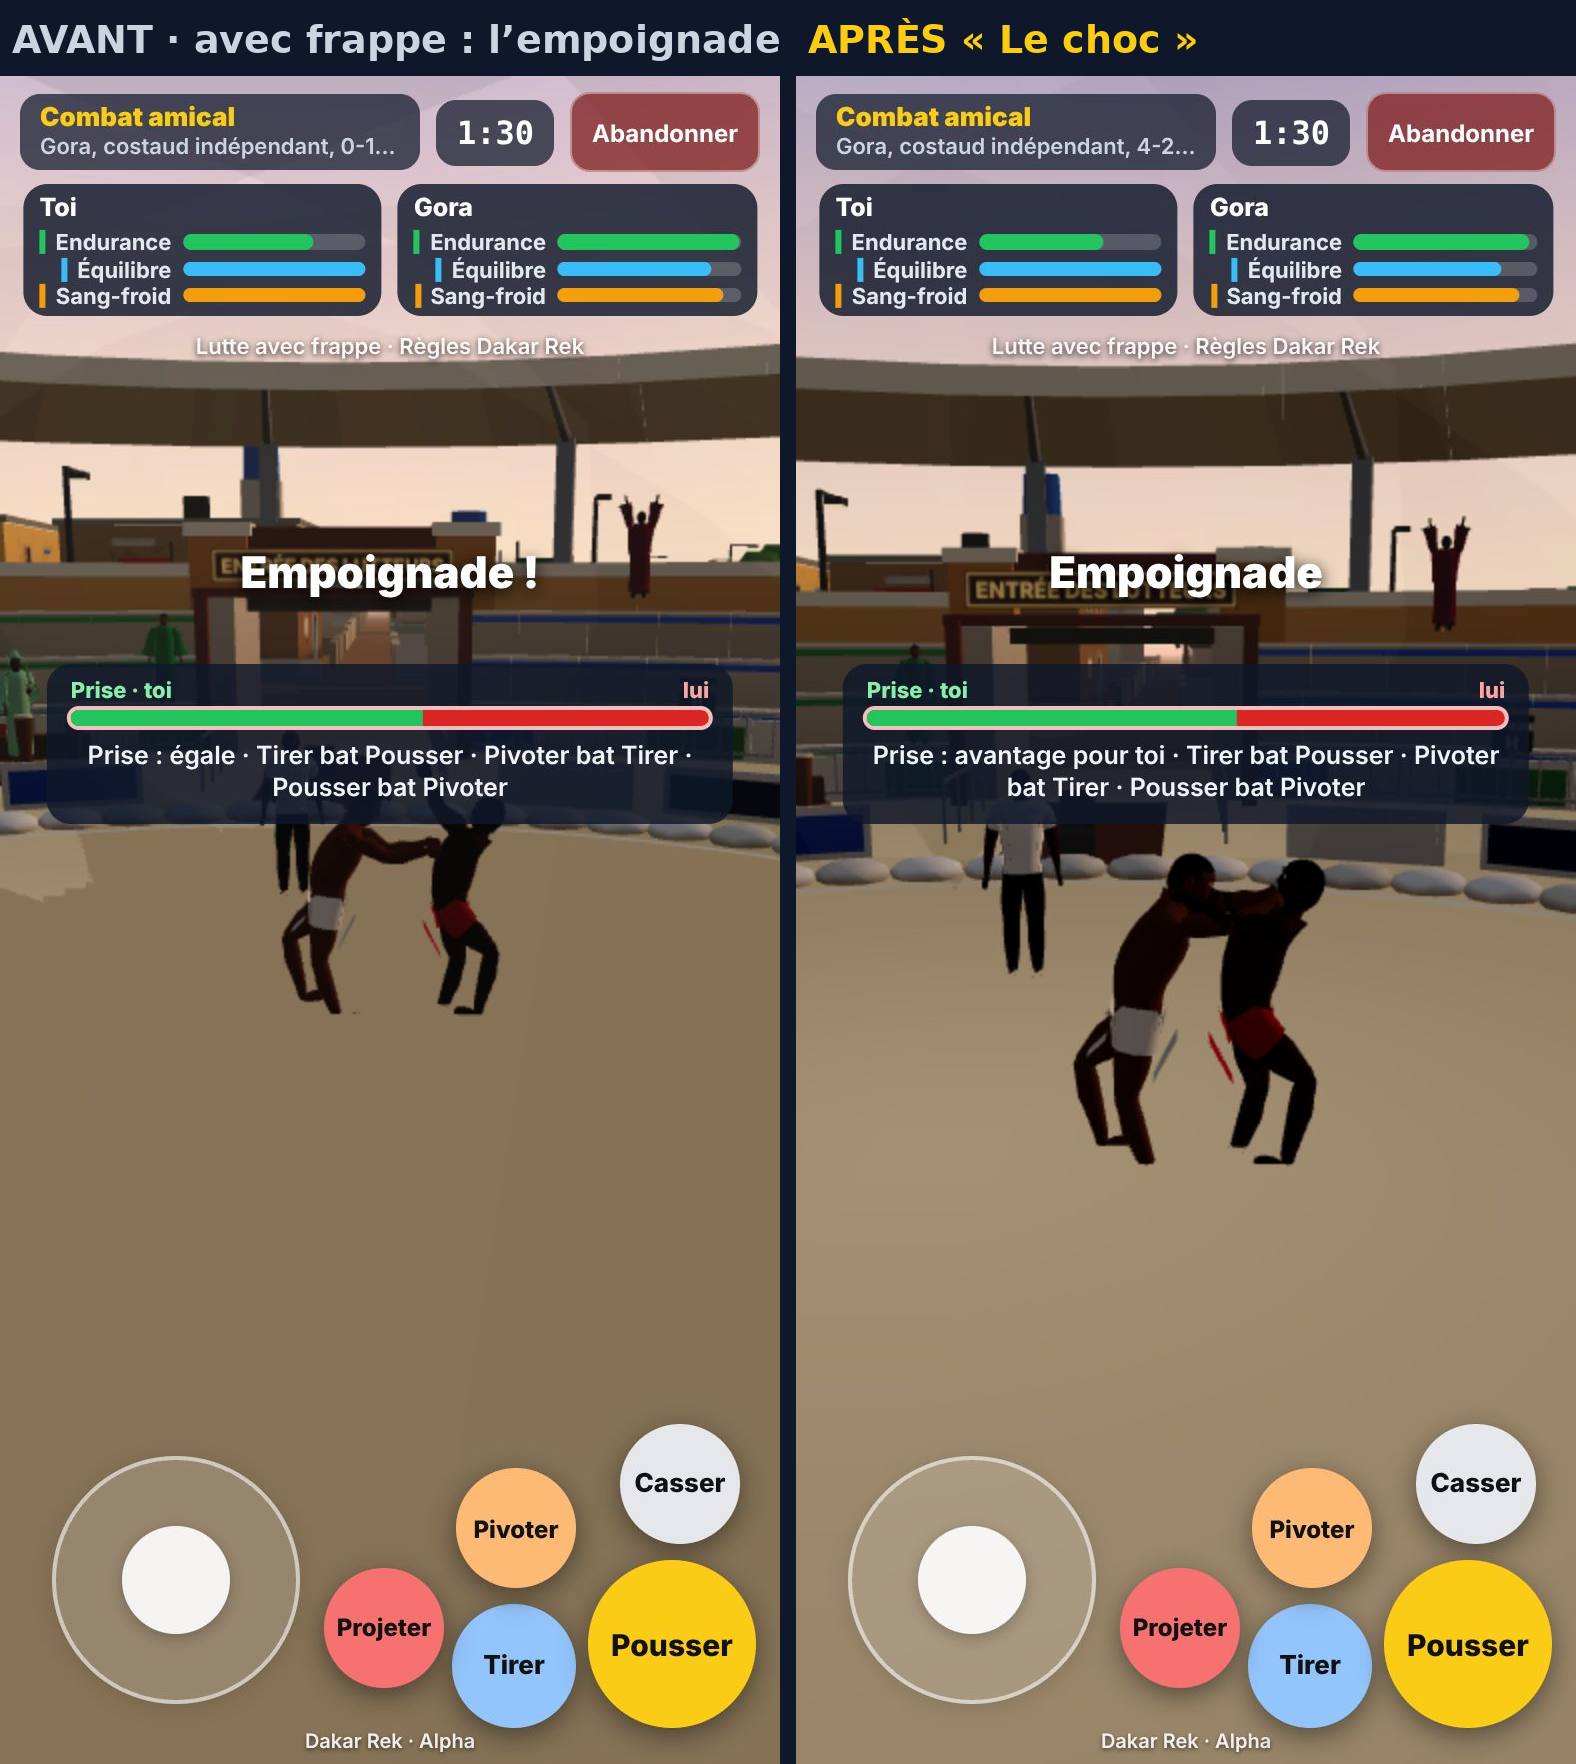 AVANT · avec frappe : l’empoignade
Combat amical
Gora, costaud indépendant, 0-1...
1:30
Abandonner
Toi
Endurance
Équilibre
Sang-froid
Gora
Endurance
Équilibre
Sang-froid
Lutte avec frappe · Règles Dakar Rek
Empoignade !
Prise · toi
lui
Prise : égale · Tirer bat Pousser · Pivoter bat Tirer ·
Pousser bat Pivoter
Casser
Pivoter
Projeter
Tirer
Pousser
Dakar Rek · Alpha
APRÈS « Le choc »
Combat amical
Gora, costaud indépendant, 4-2...
1:30
Abandonner
Toi
Endurance
Équilibre
Sang-froid
Gora
Endurance
Équilibre
Sang-froid
Lutte avec frappe · Règles Dakar Rek
ENTRÉE DES LUTTEURS
Empoignade
Prise · toi
lui
Prise : avantage pour toi · Tirer bat Pousser · Pivoter
bat Tirer · Pousser bat Pivoter
Casser
Pivoter
Projeter
Tirer
Pousser
Dakar Rek · Alpha